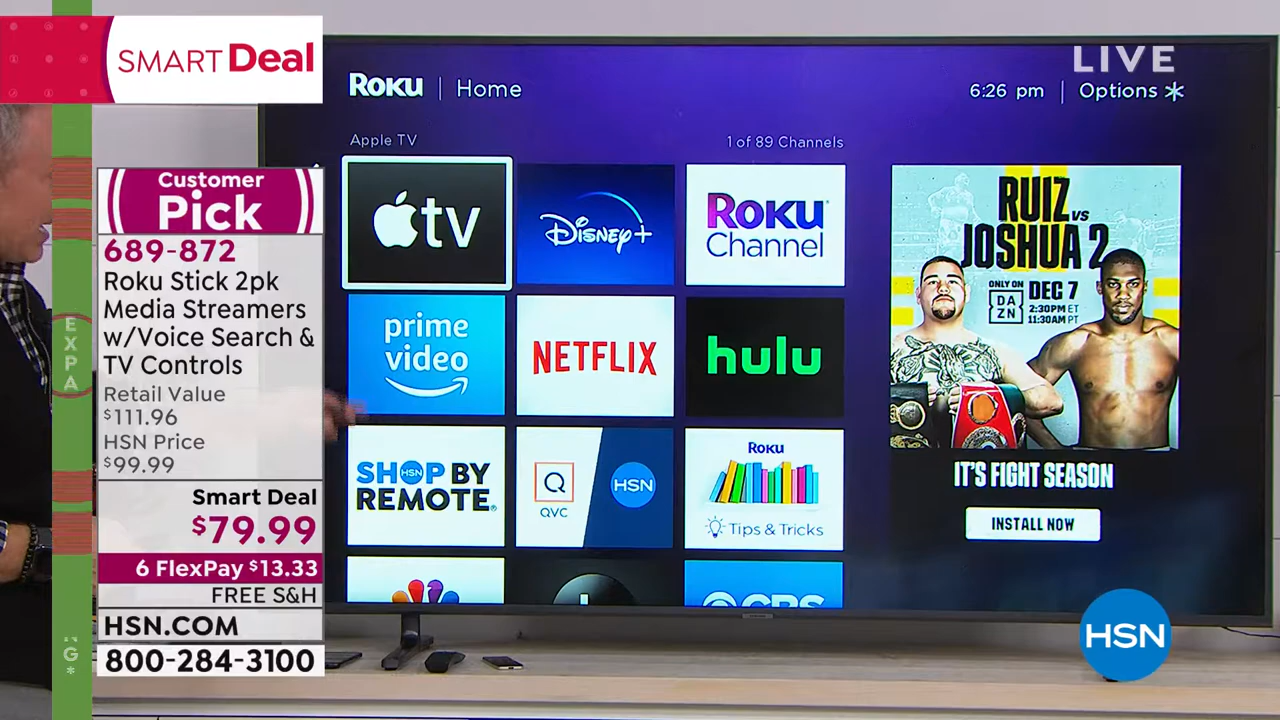 SMART Deal
Customer
Pick
689-872
Roku Stick 2pk
Media Streamers
w/Voice Search &
TV Controls
Retail Value
$111.96
HSN Price
$99.99
Smart Deal
$79.99
6 FlexPay $13.33
FREE S&H
HSN.COM
800-284-3100
EXPA
G*
LIVE
Roku | Home
6:26 pm | Options *
Apple TV
1 of 89 Channels
tv
Disney+
Roku
Channel
prime
video
NETFLIX
hulu
SHOP HSN BY
REMOTE.
Q
QVC
HSN
Roku
Tips & Tricks
CBS
RUIZ
VS
JOSHUA 2
ONLY ON
DAZN
DEC 7
2:30PM ET
11:30AM PT
IT'S FIGHT SEASON
INSTALL NOW
HSN